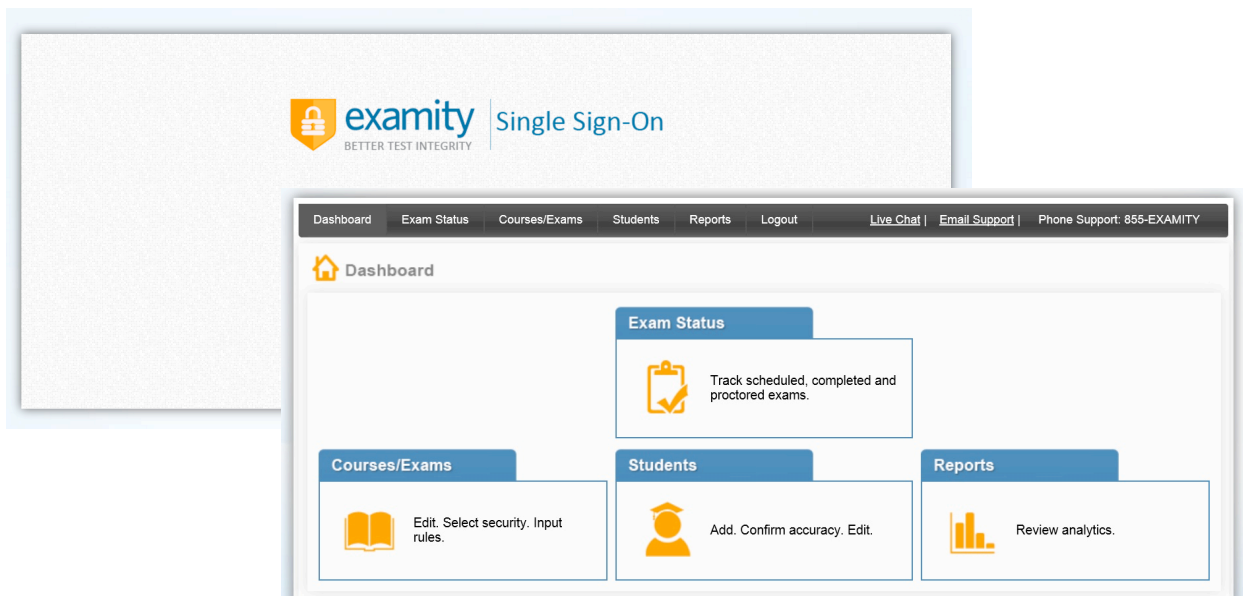 examity
BETTER TEST INTEGRITY
Single Sign-On
Dashboard Exam Status Courses/Exams Students Reports Logout Live Chat | Email Support | Phone Support: 855-EXAMITY
Dashboard
Exam Status
Track scheduled, completed and
proctored exams.
Courses/Exams
Edit. Select security. Input
rules.
Students
Add. Confirm accuracy. Edit.
Reports
Review analytics.